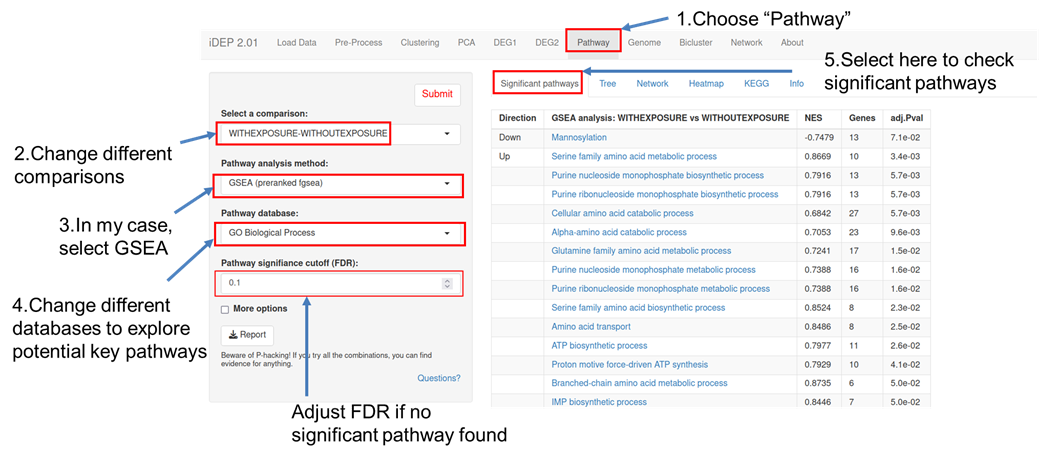 1.Choose “Pathway”
iDEP 2.01 Load Data Pre-Process Clustering PCA DEG1 DEG2 Pathway Genome Bicluster Network About
5.Select here to check
significant pathways
Submit
Select a comparison:
WITHEXPOSURE-WITHOUTEXPOSURE
Pathway analysis method:
GSEA (preranked fgsea)
Pathway database:
GO Biological Process
Pathway signifiance cutoff (FDR):
0.1
More options
Report
Beware of P-hacking! If you try all the combinations, you can find
evidence for anything.
Questions?
2.Change different
comparisons
3.In my case,
select GSEA
4.Change different
databases to explore
potential key pathways
Adjust FDR if no
significant pathway found
Significant pathways Tree Network Heatmap KEGG Info
Direction GSEA analysis: WITHEXPOSURE vs WITHOUTEXPOSURE NES Genes adj.Pval
Down Mannosylation -0.7479 13 7.1e-02
Up Serine family amino acid metabolic process 0.8669 10 3.4e-03
Purine nucleoside monophosphate biosynthetic process 0.7916 13 5.7e-03
Purine ribonucleoside monophosphate biosynthetic process 0.7916 13 5.7e-03
Cellular amino acid catabolic process 0.6842 27 5.7e-03
Alpha-amino acid catabolic process 0.7053 23 9.6e-03
Glutamine family amino acid metabolic process 0.7241 17 1.5e-02
Purine nucleoside monophosphate metabolic process 0.7388 16 1.6e-02
Purine ribonucleoside monophosphate metabolic process 0.7388 16 1.6e-02
Serine family amino acid biosynthetic process 0.8524 8 2.3e-02
Amino acid transport 0.8486 8 2.5e-02
ATP biosynthetic process 0.7977 11 2.6e-02
Proton motive force-driven ATP synthesis 0.7929 10 4.1e-02
Branched-chain amino acid metabolic process 0.8735 6 5.0e-02
IMP biosynthetic process 0.8446 7 5.0e-02